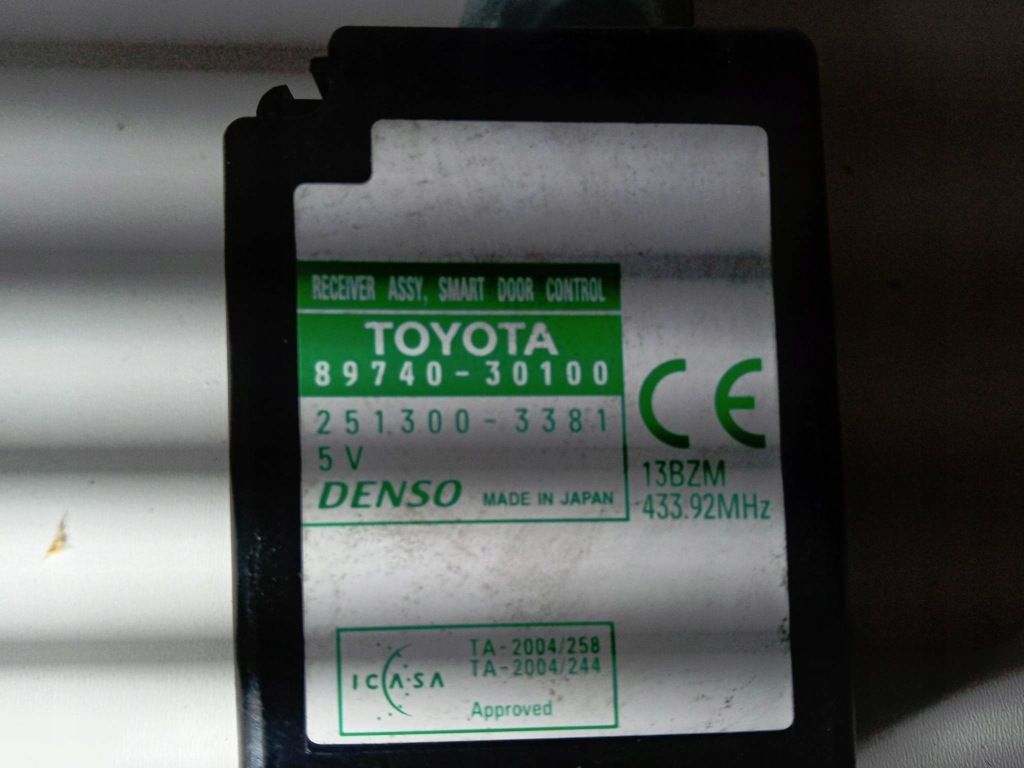 RECEIVER ASSY, SMART DOOR CONTROL
TOYOTA
89740-30100
251300-3381
5V
DENSO MADE IN JAPAN
CE
13BZM
433.92MHz
ICASA
TA-2004/258
TA-2004/244
Approved